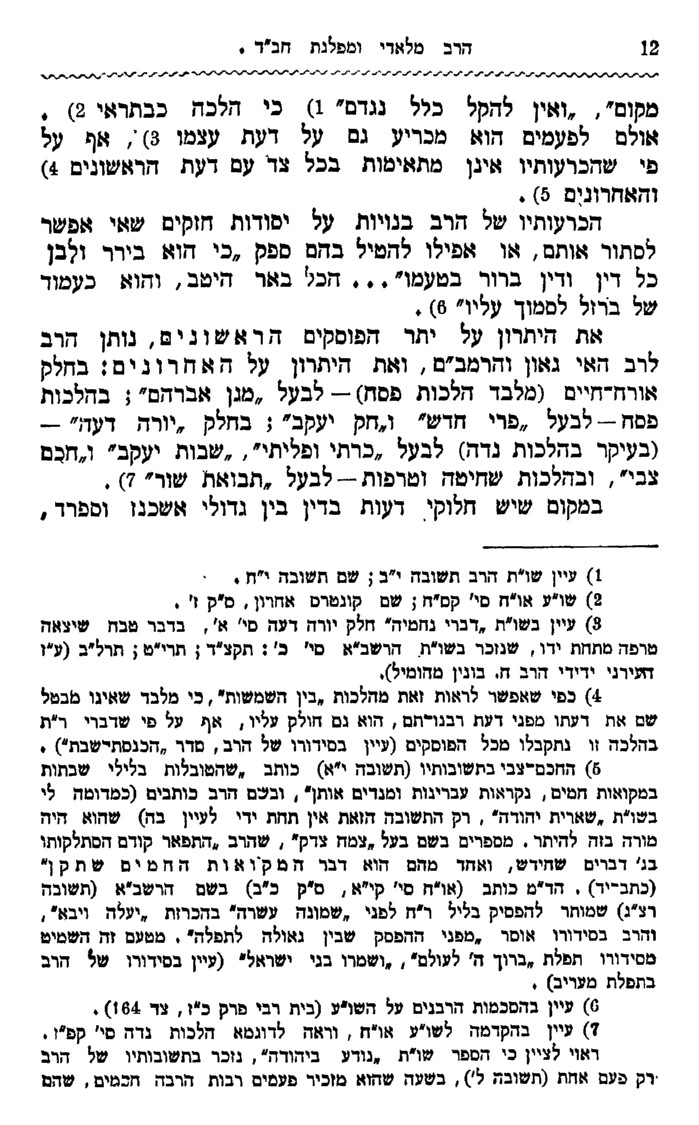 12 הרב מלאדי ומפלגת חב"ד.
מקום", „ואין להקל כלל נגדם" 1) כי הלכה כבתראי 2).
אולם לפעמים הוא מכריע גם על דעת עצמו 3), אף על
פי שהכרעותיו אינן מתאימות בכל צד עם דעת הראשונים 4)
והאחרונים 5).
הכרעותיו של הרב בנויות על יסודות חזקים שאי אפשר
לסתור אותם, או אפילו להטיל בהם ספק „כי הוא בירר ולבן
כל דין ודין ברור בטעמו"... הכל באר היטב, והוא כעמוד
של ברזל לסמוך עליו" 6).
את היתרון על יתר הפוסקים הראשונים, נותן הרב
לרב האי גאון והרמב"ם, ואת היתרון על האחרונים: בחלק
אורח־חיים (מלבד הלכות פסח) — לבעל „מגן אברהם"; בהלכות
פסח — לבעל „פרי חדש" ו„חק יעקב"; בחלק „יורה דעה" —
(בעיקר בהלכות נדה) לבעל „כרתי ופליתי", „שבות יעקב" ו„חכם
צבי", ובהלכות שחיטה וטרפות — לבעל „תבואת שור" 7).
במקום שיש חלוקי דעות בדין בין גדולי אשכנז וספרד,
1) עיין שו"ת הרב תשובה י"ב; שם תשובה י"ח.
2) שו"ע או"ח סי' קס"ח; שם קונטרס אחרון, ס"ק ז'.
3) עיין בשו"ת „דברי נחמיה" חלק יורה דעה סי' א', בדבר טבח שיצאה
טרפה מתחת ידו, שנזכר בשו"ת הרשב"א סי' כ': תקצ"ד; תרי"ט; תרל"ב (ע"ז
העירני ידידי הרב ח. בונין מהומיל).
4) כפי שאפשר לראות זאת מהלכות „בין השמשות", כי מלבד שאינו מבטל
שם את דעתו מפני דעת רבנו־תם, הוא גם חולק עליו, אף על פי שדברי ר"ת
בהלכה זו נתקבלו מכל הפוסקים (עיין בסידורו של הרב, סדר „הכנסת־שבת").
5) החכם־צבי בתשובותיו (תשובה י"א) כותב „שהטובלות בלילי שבתות
במקואות חמים, נקראות עברינות ומנדים אותן", ובשם הרב כותבים (כמדומה לי
בשו"ת „שארית יהודה", רק התשובה הזאת אין תחת ידי לעיין בה) שהוא היה
מורה בזה להיתר. מספרים בשם בעל „צמח צדק", שהרב „התפאר קודם הסתלקותו
בג' דברים שחידש, ואחד מהם הוא דבר המקואות החמים שתקן"
(כתב־יד). הד"מ כותב (או"ח סי' קי"א, ס"ק כ"ב) בשם הרשב"א (תשובה
רצ"ג) שמותר להפסיק בליל ר"ח לפני „שמונה עשרה" בהכרזת „יעלה ויבא",
והרב בסידורו אוסר „מפני ההפסק שבין גאולה לתפלה". מטעם זה השמיט
מסידורו תפלת „ברוך ה' לעולם", „ושמרו בני ישראל" (עיין בסידורו של הרב
בתפלת מעריב).
6) עיין בהסכמות הרבנים על השו"ע (בית רבי פרק כ"ז, צד 164).
7) עיין בהקדמה לשו"ע או"ח, וראה לדוגמא הלכות נדה סי' קפ"ז.
ראוי לציין כי הספר שו"ת „נודע ביהודה", נזכר בתשובותיו של הרב
רק פעם אחת (תשובה ל'), בשעה שהוא מזכיר פעמים רבות הרבה חכמים, שהם